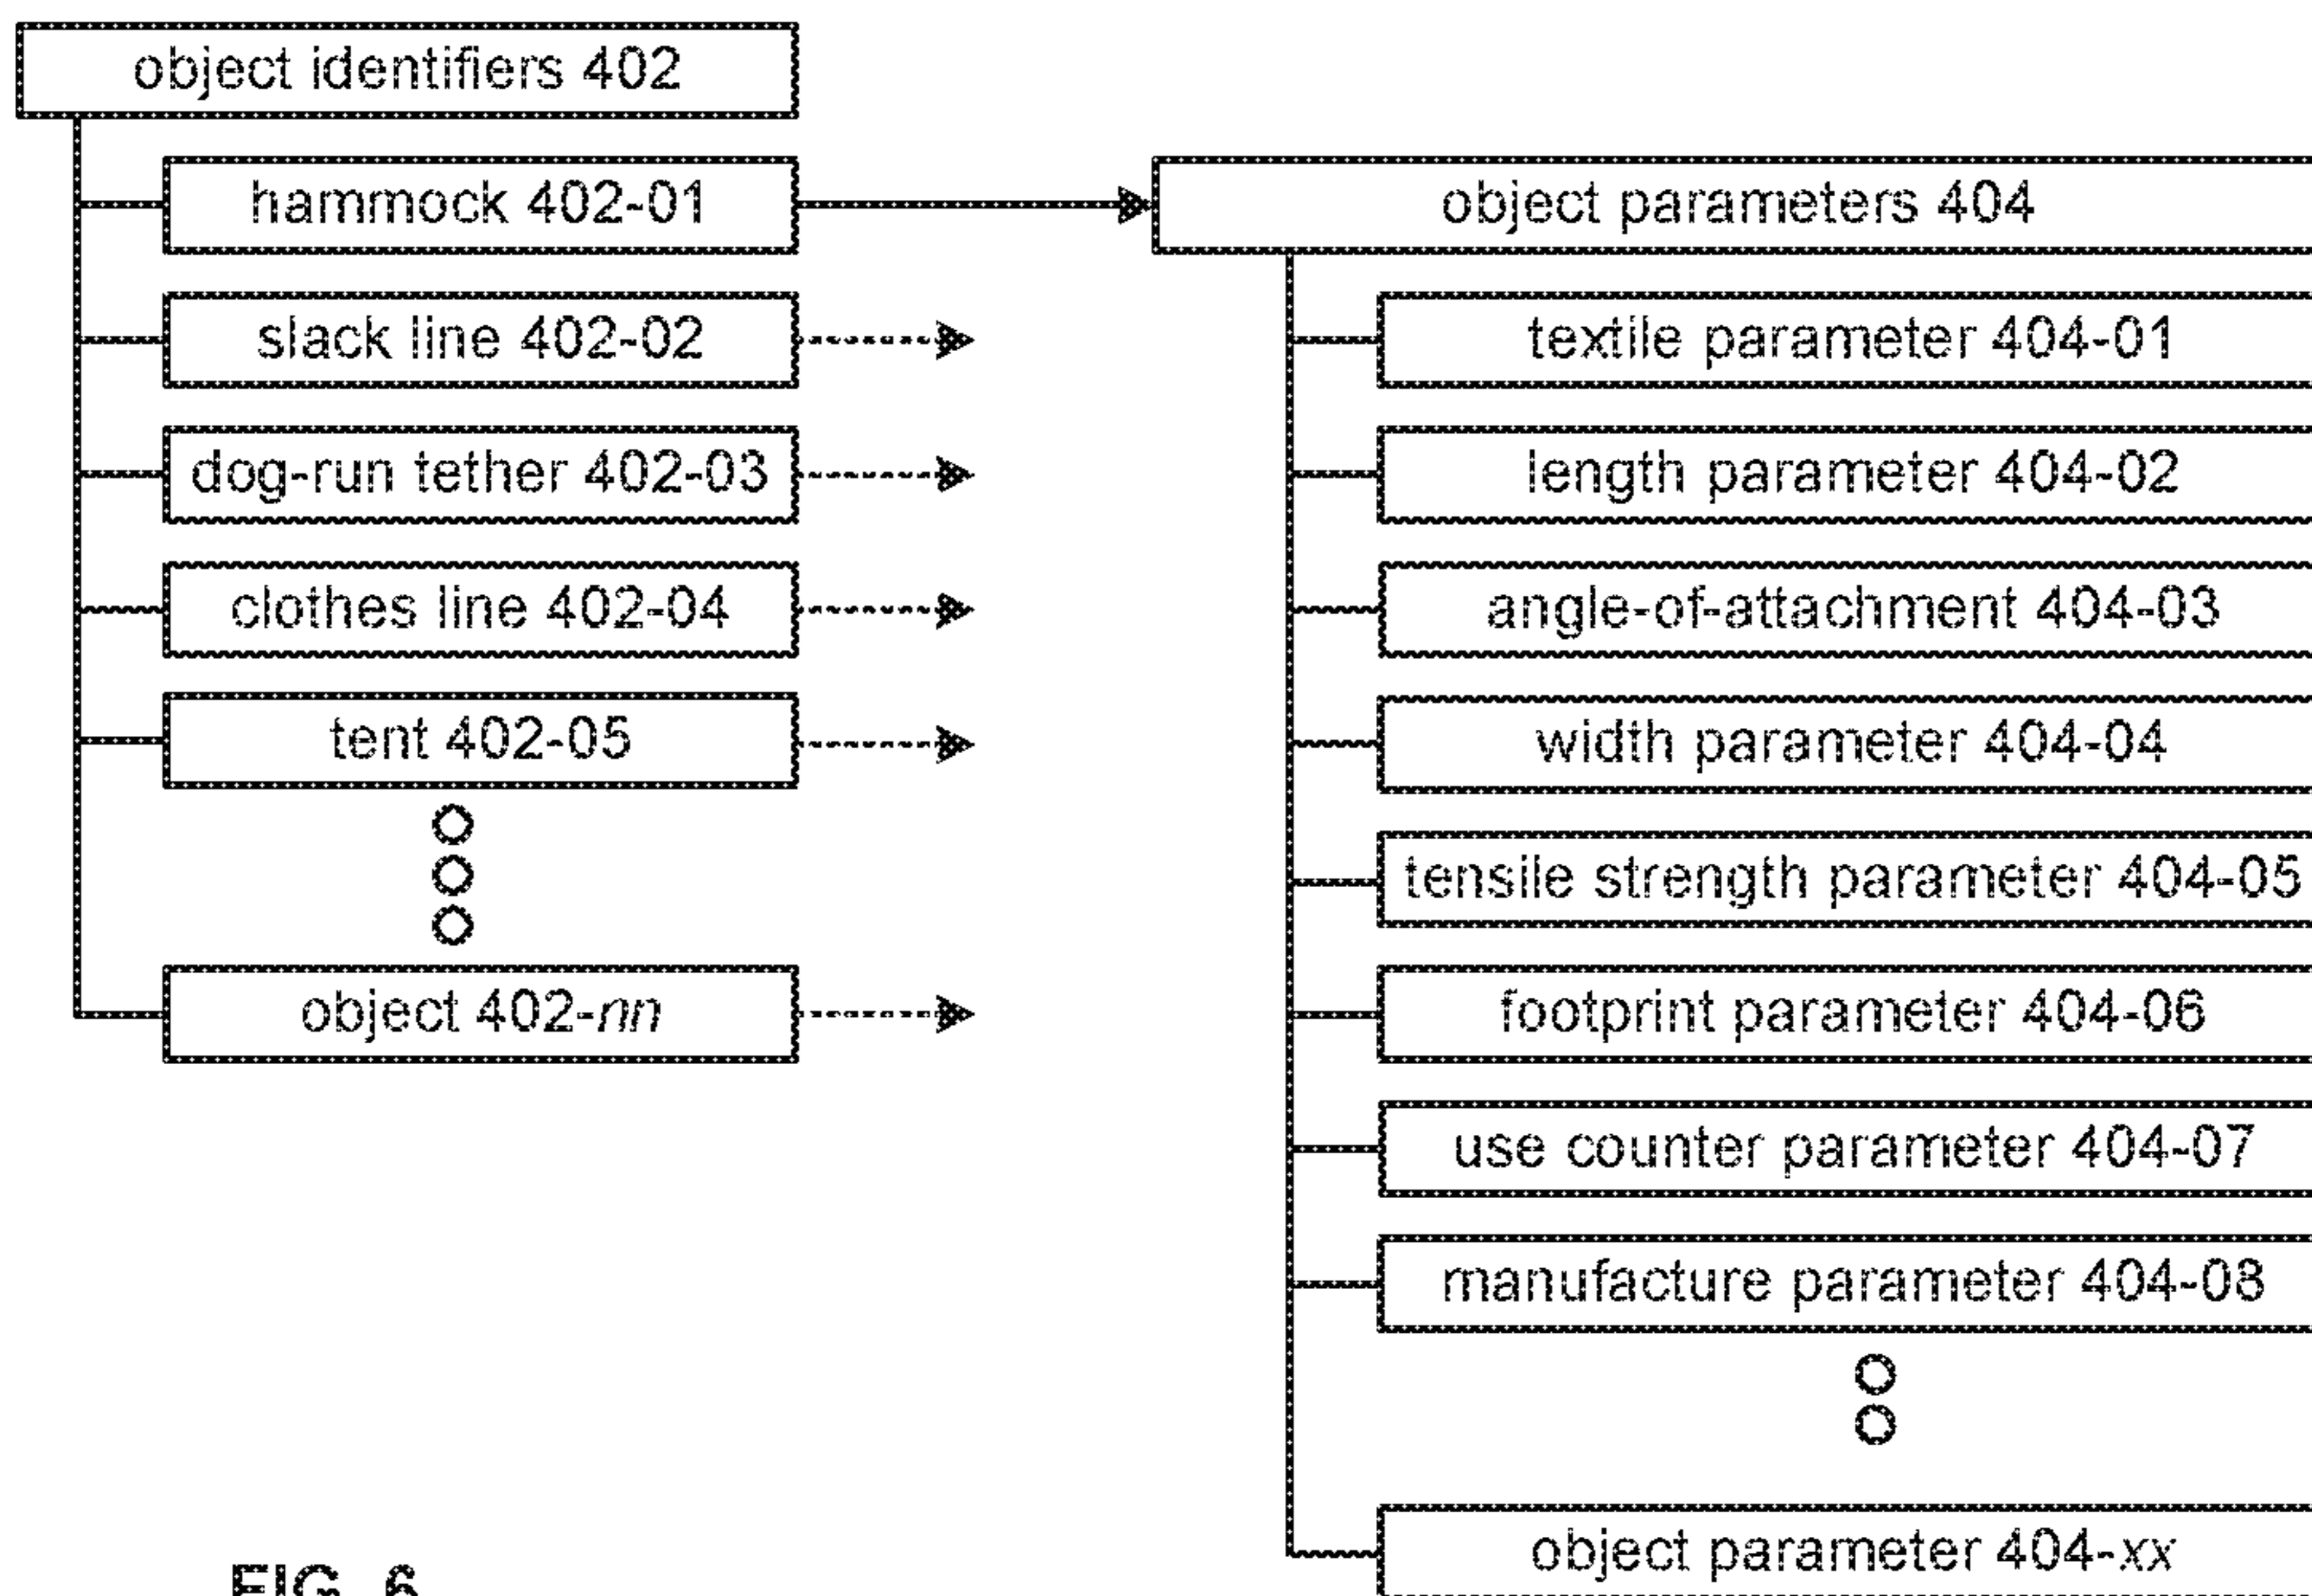 object identifiers 402
hammock 402-01
slack line 402-02
dog-run tether 402-03
clothes line 402-04
tent 402-05
object 402-nn
object parameters 404
textile parameter 404-01
length parameter 404-02
angle-of-attachment 404-03
width parameter 404-04
tensile strength parameter 404-05
footprint parameter 404-06
use counter parameter 404-07
manufacture parameter 404-08
object parameter 404-xx
FIG. 6